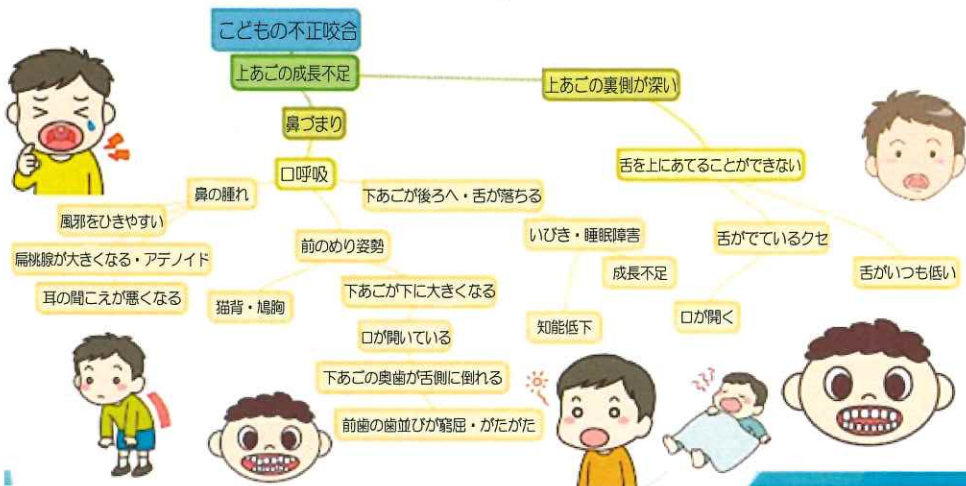 こどもの不正咬合
上あごの成長不足
上あごの裏側が深い
鼻づまり
口呼吸
舌を上にあてることができない
鼻の腫れ
下あごが後ろへ・舌が落ちる
風邪をひきやすい
前のめり姿勢
いびき・睡眠障害
舌がでているクセ
扁桃腺が大きくなる・アデノイド
成長不足
舌がいつも低い
耳の聞こえが悪くなる
猫背・鳩胸
下あごが下に大きくなる
知能低下
口が開く
口が開いている
下あごの奥歯が舌側に倒れる
前歯の歯並びが窮屈・がたがた